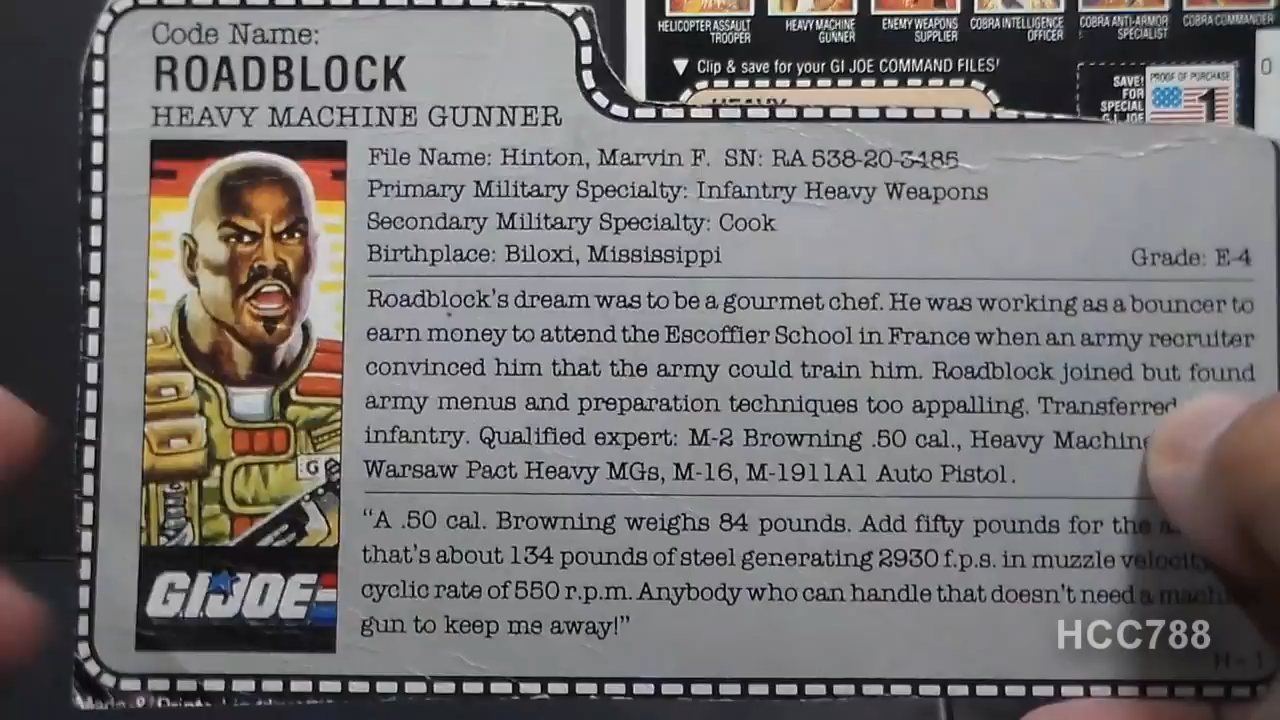 HELICOPTER ASSAULT TROOPER
HEAVY MACHINE GUNNER
ENEMY WEAPONS SUPPLIER
COBRA INTELLIGENCE OFFICER
COBRA ANTI-ARMOR SPECIALIST
COBRA COMMANDER
▼ Clip & save for your GI JOE COMMAND FILES!
SAVE!
FOR
SPECIAL
G.I. JOE
PROOF OF PURCHASE
1
HEAVY
Code Name:
ROADBLOCK
HEAVY MACHINE GUNNER
File Name: Hinton, Marvin F. SN: RA 538-20-3485
Primary Military Specialty: Infantry Heavy Weapons
Secondary Military Specialty: Cook
Birthplace: Biloxi, Mississippi Grade: E-4
Roadblock's dream was to be a gourmet chef. He was working as a bouncer to
earn money to attend the Escoffier School in France when an army recruiter
convinced him that the army could train him. Roadblock joined but found
army menus and preparation techniques too appalling. Transferred
infantry. Qualified expert: M-2 Browning .50 cal., Heavy Machine
Warsaw Pact Heavy MGs, M-16, M-1911A1 Auto Pistol.
"A .50 cal. Browning weighs 84 pounds. Add fifty pounds for the
that's about 134 pounds of steel generating 2930 f.p.s. in muzzle velocity
cyclic rate of 550 r.p.m. Anybody who can handle that doesn't need a
gun to keep me away!"
G
GI JOE
HCC788
H-1